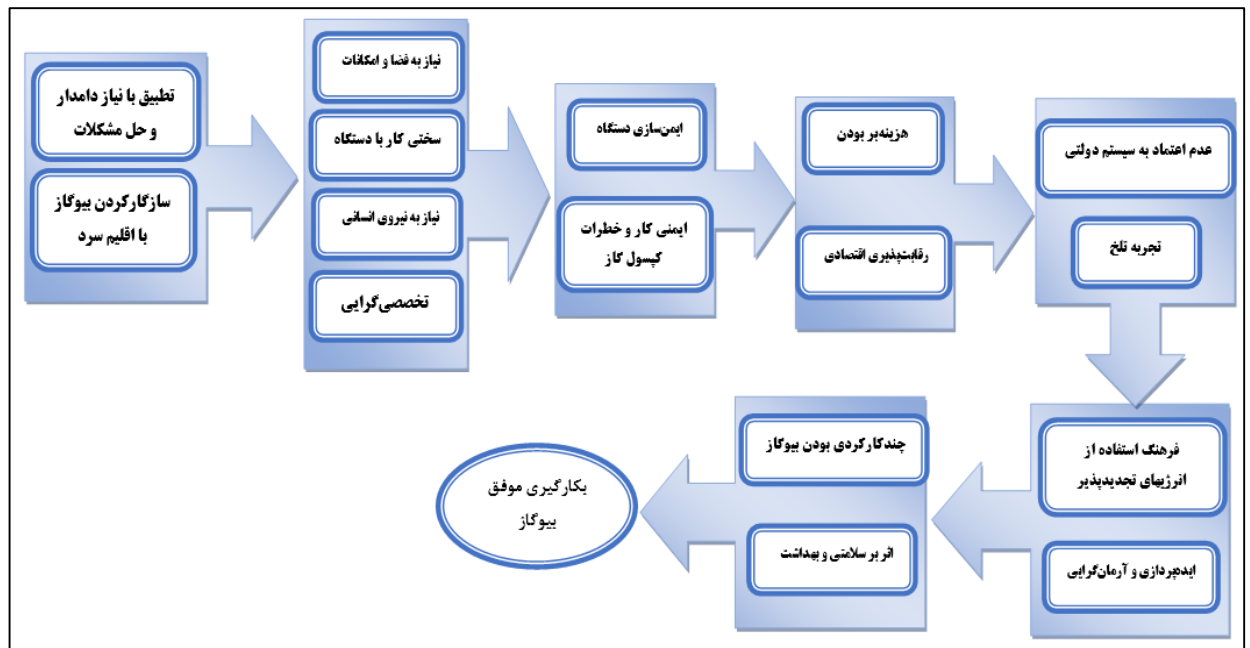 تطبیق با نیاز دامدار
و حل مشکلات
سازگارکردن بیوگاز
با اقلیم سرد
نیاز به فضا و امکانات
سختی کار با دستگاه
نیاز به نیروی انسانی
تخصصی‌گرایی
ایمن‌سازی دستگاه
ایمنی کار و خطرات
کپسول گاز
هزینه‌بر بودن
رقابت‌پذیری اقتصادی
عدم اعتماد به سیستم دولتی
تجربه تلخ
فرهنگ استفاده از
انرژیهای تجدیدپذیر
ایده‌پردازی و آرمان‌گرایی
چندکارکردی بودن بیوگاز
اثر بر سلامتی و بهداشت
بکارگیری موفق
بیوگاز